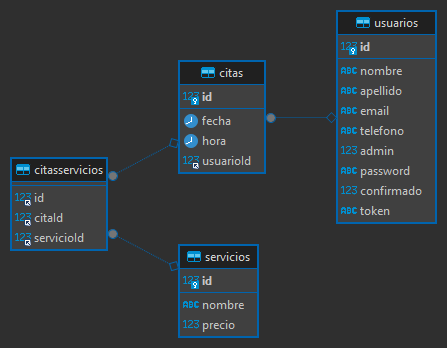 usuarios
123 id
ABC nombre
ABC apellido
ABC email
ABC telefono
123 admin
ABC password
123 confirmado
ABC token
citas
123 id
fecha
hora
123 usuarioId
citasservicios
123 id
123 citaId
123 servicioId
servicios
123 id
ABC nombre
123 precio